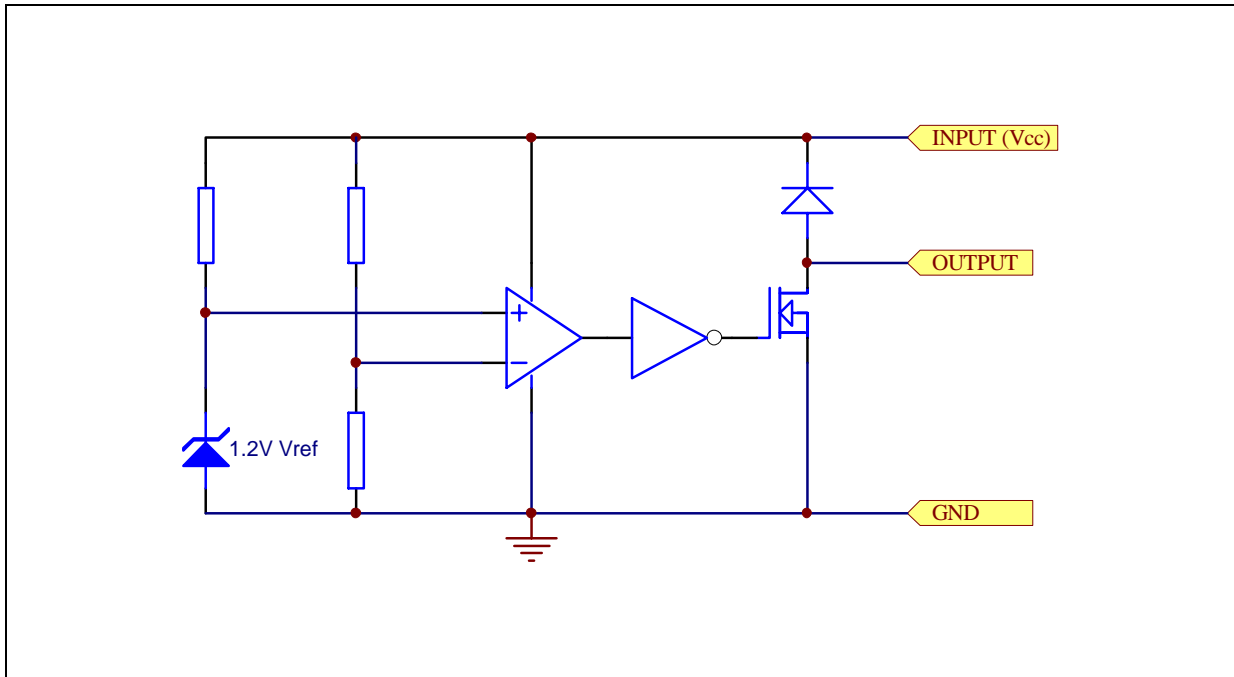 INPUT (Vcc)
OUTPUT
+
−
1.2V Vref
GND